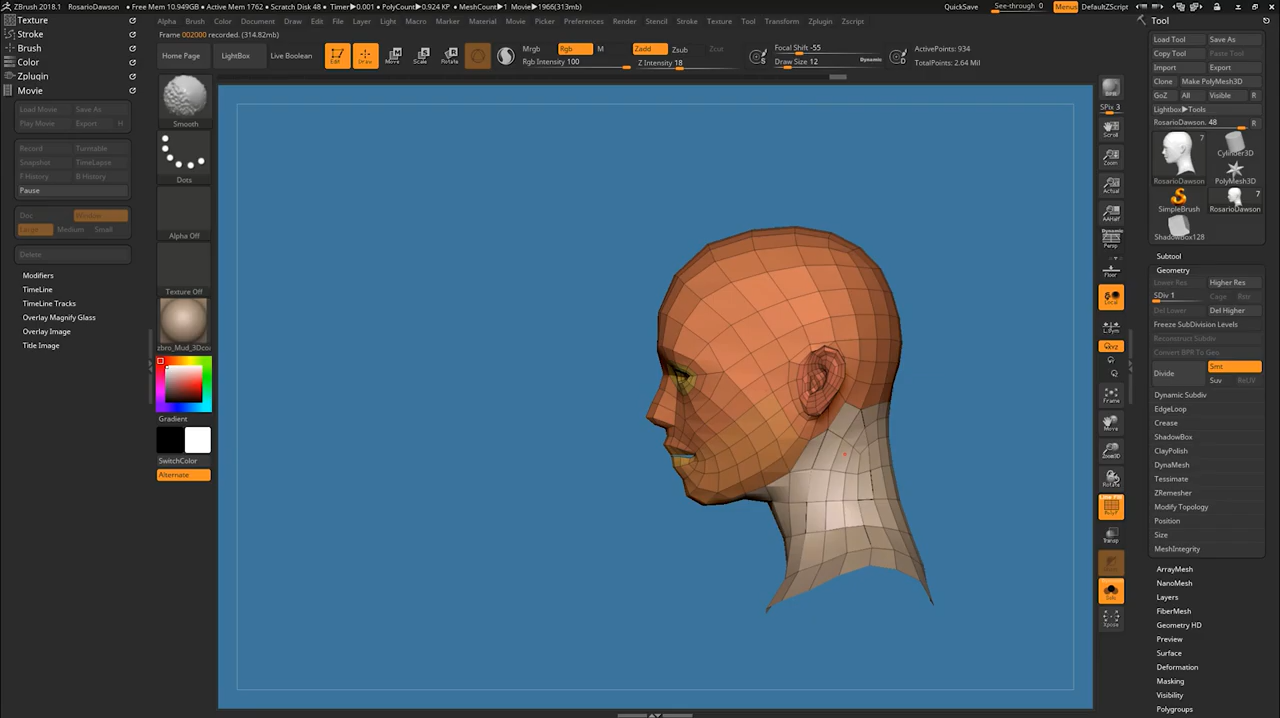 ZBrush 2018.1 RosarioDawson • Free Mem 10.949GB • Active Mem 1762 • Scratch Disk 48 • Timer▶0.001 • PolyCount▶0.924 KP • MeshCount▶1 Movie▶1966(313mb) QuickSave See-through 0 Menus DefaultZScript
Alpha Brush Color Document Draw Edit File Layer Light Macro Marker Material Movie Picker Preferences Render Stencil Stroke Texture Tool Transform Zplugin Zscript
Frame 002000 recorded. (314.82mb)
Home Page LightBox Live Boolean
Edit Draw Move Scale Rotate
Mrgb Rgb M
Rgb Intensity 100
Zadd Zsub Zcut
Z Intensity 18
Focal Shift -55
Draw Size 12 Dynamic
ActivePoints: 934
TotalPoints: 2.64 Mil
Texture
Stroke
Brush
Color
Zplugin
Movie
Load Movie Save As
Play Movie Export H
Record Turntable
Snapshot TimeLapse
F History B History
Pause
Doc Window
Large Medium Small
Delete
Modifiers
TimeLine
TimeLine Tracks
Overlay Magnify Glass
Overlay Image
Title Image
Smooth
Dots
Alpha Off
Texture Off
Gradient
SwitchColor
Alternate
BPR
SPix 3
Scroll
Zoom
Actual
AAHalf
Dynamic
Persp
Floor
Local
L.Sym
Frame
Move
Zoom3D
Rotate
Line Fill
PolyF
Transp
Solo
Xpose
Tool
Load Tool Save As
Copy Tool Paste Tool
Import Export
Clone Make PolyMesh3D
GoZ All Visible R
Lightbox▶Tools
RosarioDawson. 48 R
7
RosarioDawson
Cylinder3D
PolyMesh3D
SimpleBrush
7
RosarioDawson
ShadowBox128
Subtool
Geometry
Lower Res Higher Res
SDiv 1 Cage Rstr
Del Lower Del Higher
Freeze SubDivision Levels
Reconstruct Subdiv
Convert BPR To Geo
Divide Smt
Suv ReUV
Dynamic Subdiv
EdgeLoop
Crease
ShadowBox
ClayPolish
DynaMesh
Tessimate
ZRemesher
Modify Topology
Position
Size
MeshIntegrity
ArrayMesh
NanoMesh
Layers
FiberMesh
Geometry HD
Preview
Surface
Deformation
Masking
Visibility
Polygroups